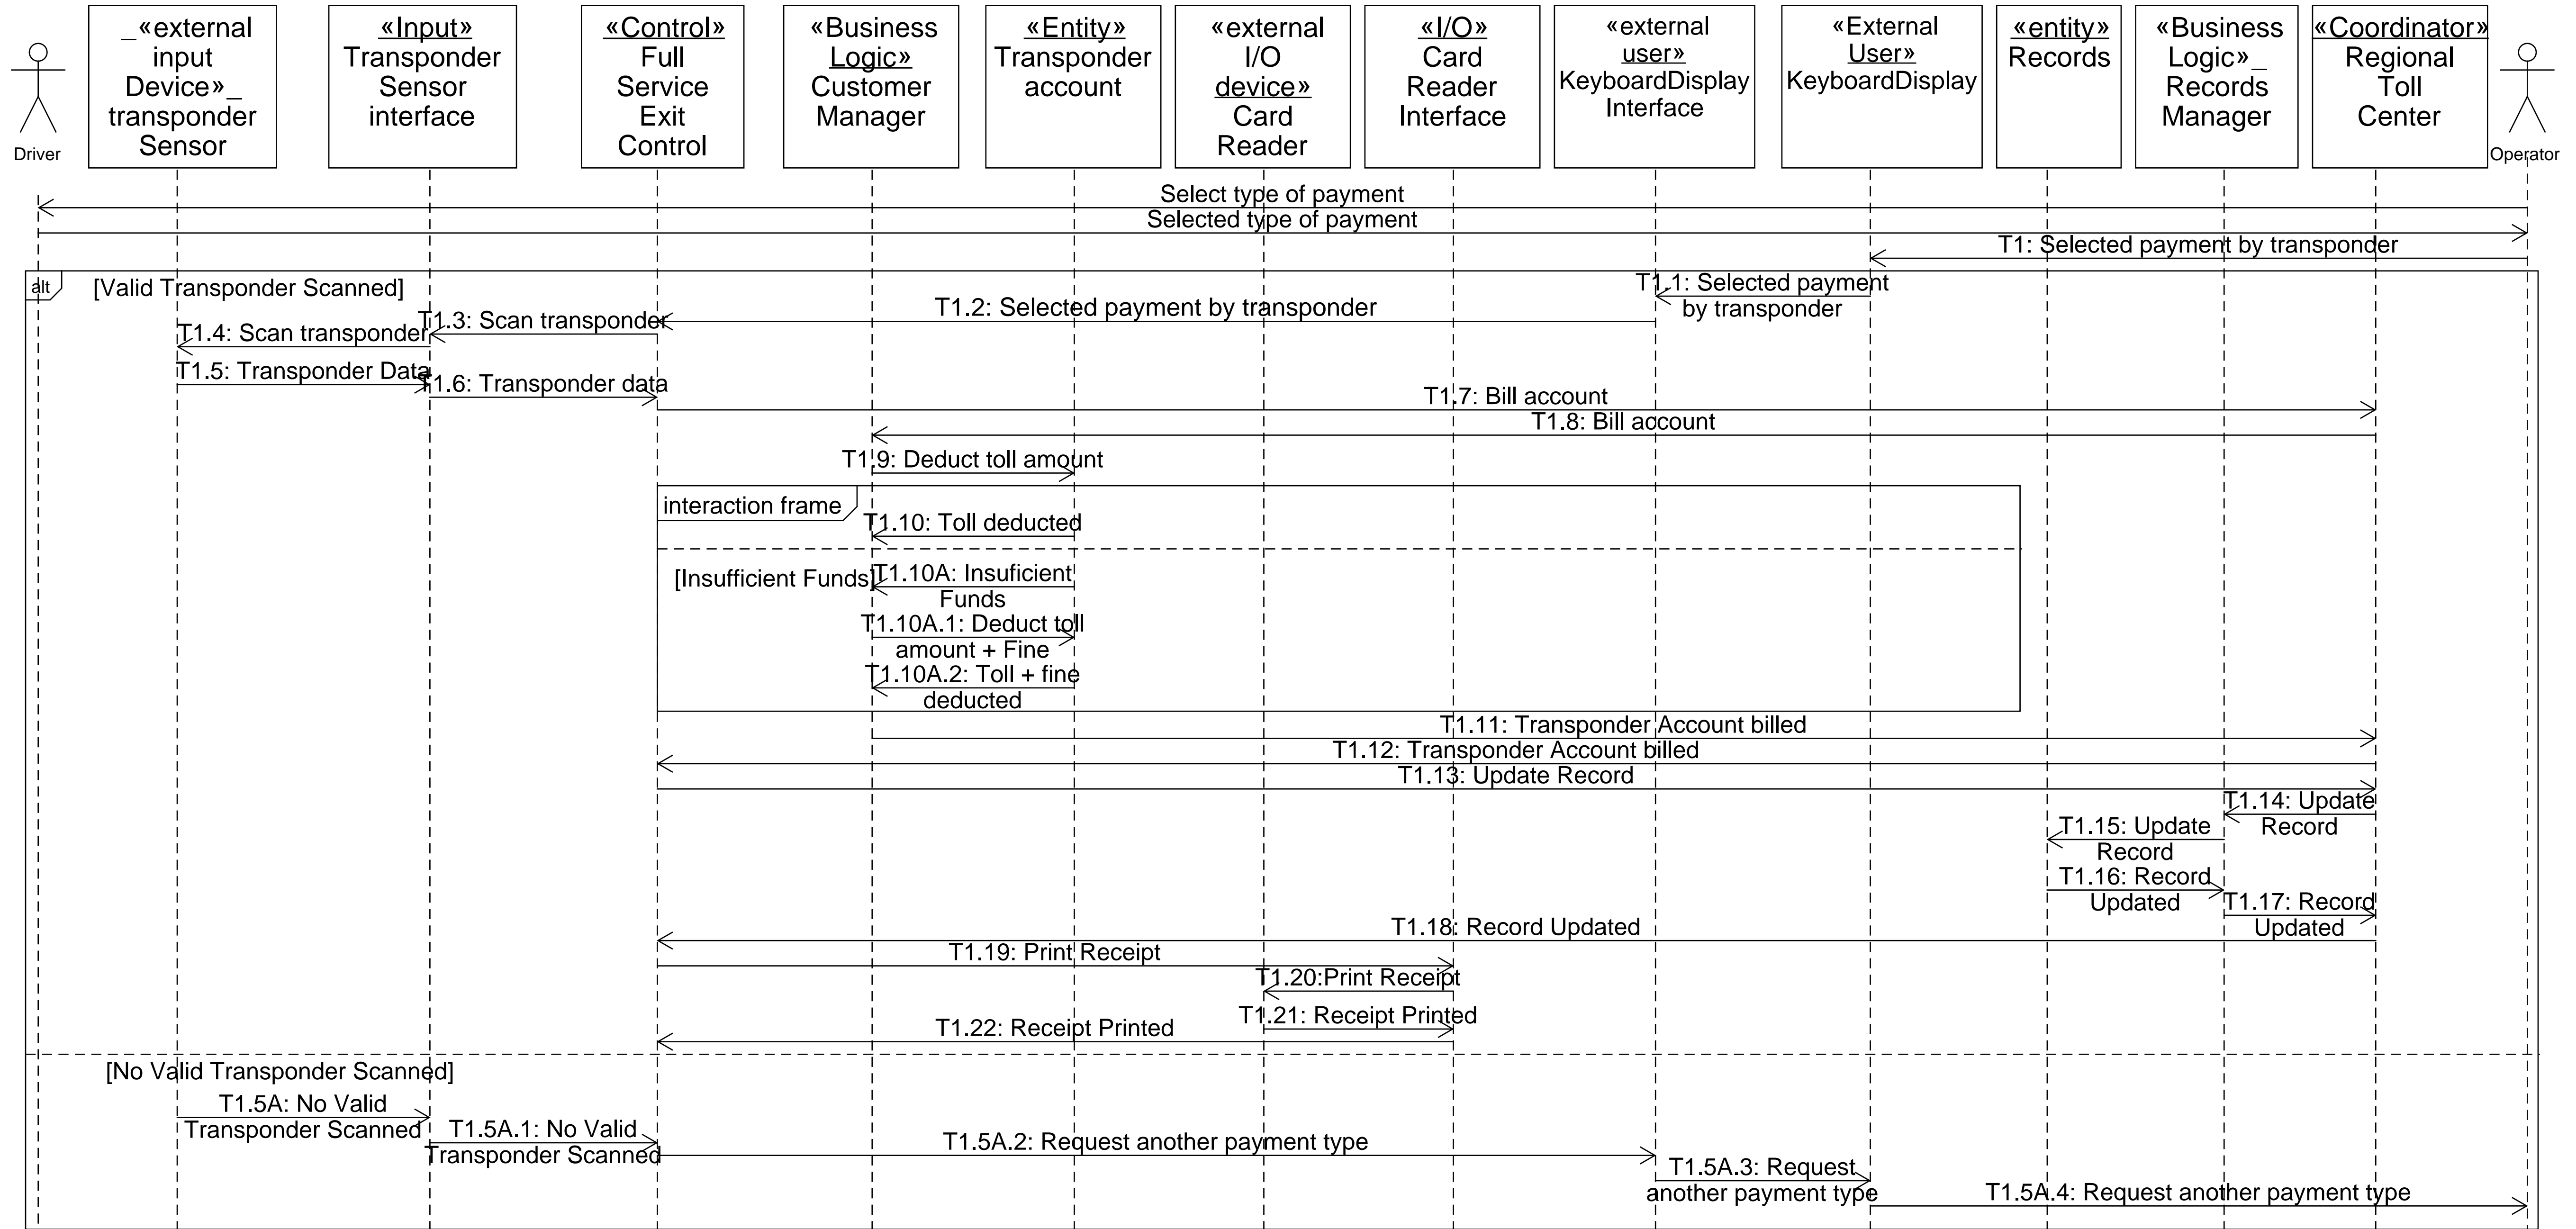 Driver
_«external
input
Device»_
transponder
Sensor
«Input»
Transponder
Sensor
interface
«Control»
Full
Service
Exit
Control
«Business
Logic»
Customer
Manager
«Entity»
Transponder
account
«external
I/O
device»
Card
Reader
«I/O»
Card
Reader
Interface
«external
user»
KeyboardDisplay
Interface
«External
User»
KeyboardDisplay
«entity»
Records
«Business
Logic»_
Records
Manager
«Coordinator»
Regional
Toll
Center
Operator
Select type of payment
Selected type of payment
T1: Selected payment by transponder
alt
[Valid Transponder Scanned]
T1.1: Selected payment
by transponder
T1.2: Selected payment by transponder
T1.3: Scan transponder
T1.4: Scan transponder
T1.5: Transponder Data
T1.6: Transponder data
T1.7: Bill account
T1.8: Bill account
T1.9: Deduct toll amount
interaction frame
T1.10: Toll deducted
[Insufficient Funds]
T1.10A: Insuficient
Funds
T1.10A.1: Deduct toll
amount + Fine
T1.10A.2: Toll + fine
deducted
T1.11: Transponder Account billed
T1.12: Transponder Account billed
T1.13: Update Record
T1.14: Update
Record
T1.15: Update
Record
T1.16: Record
Updated
T1.17: Record
Updated
T1.18: Record Updated
T1.19: Print Receipt
T1.20:Print Receipt
T1.21: Receipt Printed
T1.22: Receipt Printed
[No Valid Transponder Scanned]
T1.5A: No Valid
Transponder Scanned
T1.5A.1: No Valid
Transponder Scanned
T1.5A.2: Request another payment type
T1.5A.3: Request
another payment type
T1.5A.4: Request another payment type